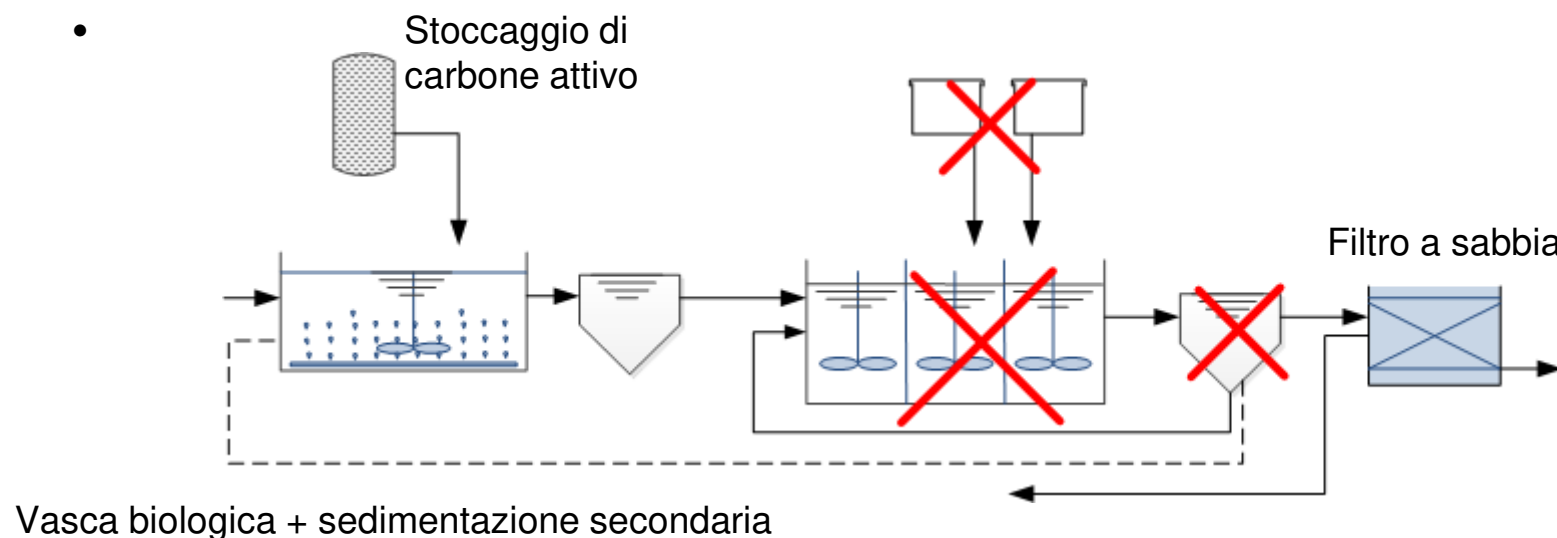 • Stoccaggio di
carbone attivo
Filtro a sabbia
Vasca biologica + sedimentazione secondaria